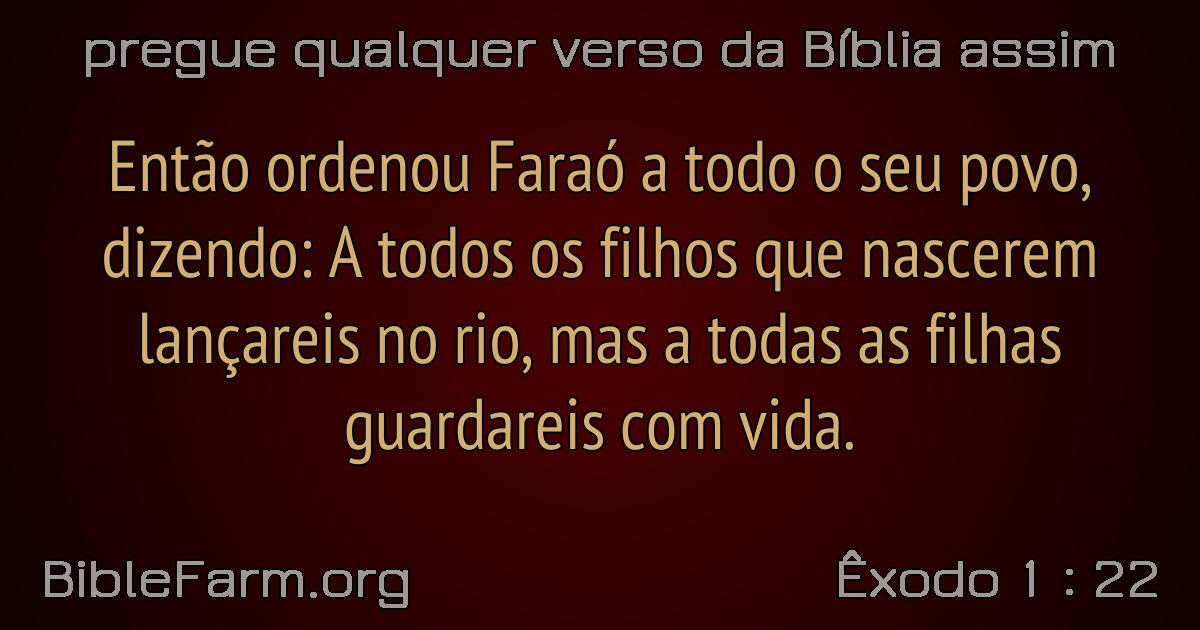 pregue qualquer verso da Bíblia assim
Então ordenou Faraó a todo o seu povo,
dizendo: A todos os filhos que nascerem
lançareis no rio, mas a todas as filhas
guardareis com vida.
BibleFarm.org
Êxodo 1 : 22